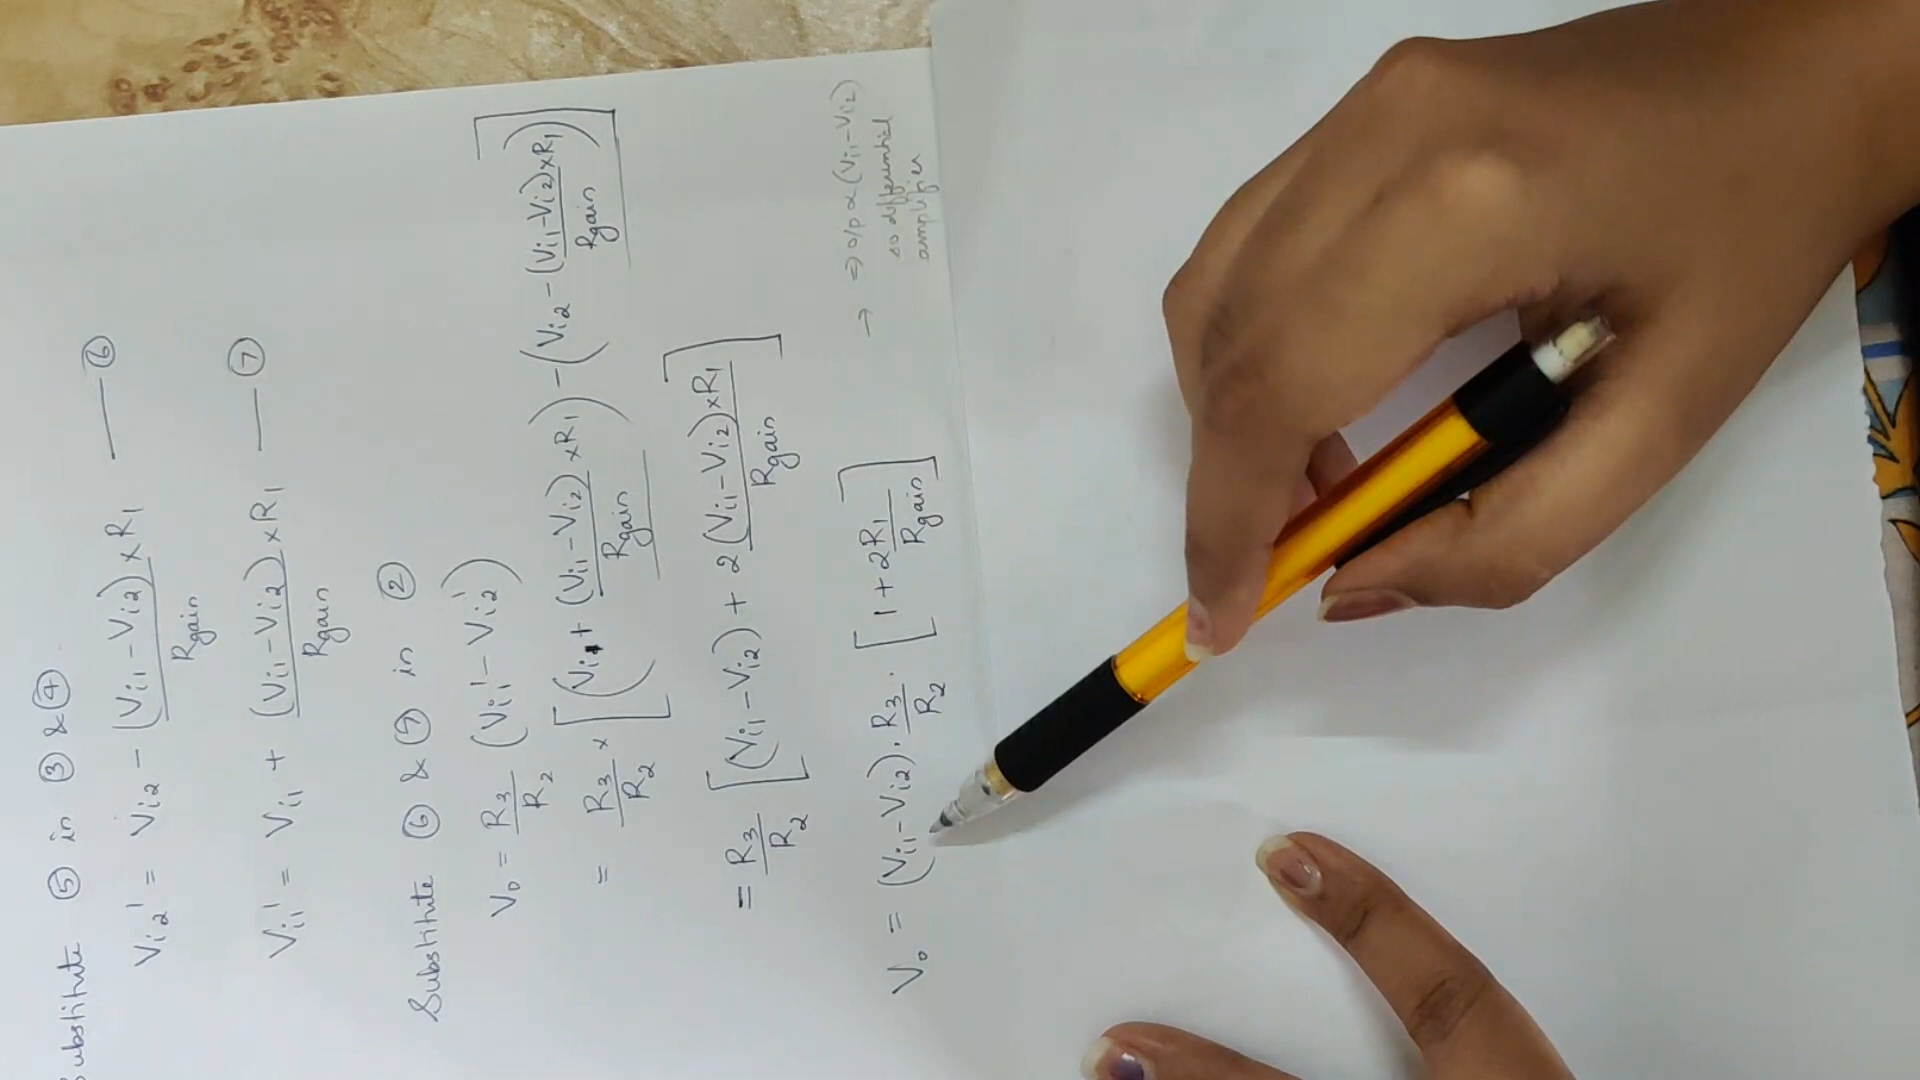 Substitute ⑤ in ③ & ④.
Vi2' = Vi2 - (Vi1 - Vi2)/Rgain × R1 —— ⑥
Vi1' = Vi1 + (Vi1 - Vi2)/Rgain × R1 —— ⑦
Substitute ⑥ & ⑦ in ②
Vo = R3/R2 (Vi1' - Vi2')
= R3/R2 × [(Vi1 + (Vi1 - Vi2)/Rgain × R1) - (Vi2 - (Vi1 - Vi2)/Rgain × R1)]
= R3/R2 [(Vi1 - Vi2) + 2 (Vi1 - Vi2) × R1/Rgain]
Vo = (Vi1 - Vi2) · R3/R2 · [1 + 2R1/Rgain] → ⇒ o/p ∝ (Vi1 - Vi2)
so differential
amplifier